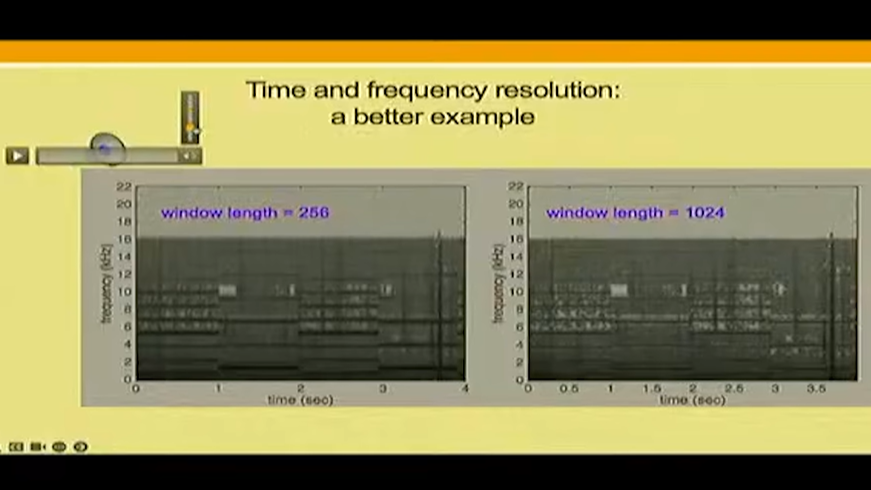 Time and frequency resolution:
a better example
window length = 256
22
20
18
16
14
12
10
8
6
4
2
0
frequency (kHz)
0 1 2 3 4
time (sec)
window length = 1024
22
20
18
16
14
12
10
8
6
4
2
0
frequency (kHz)
0 0.5 1 1.5 2 2.5 3 3.5
time (sec)